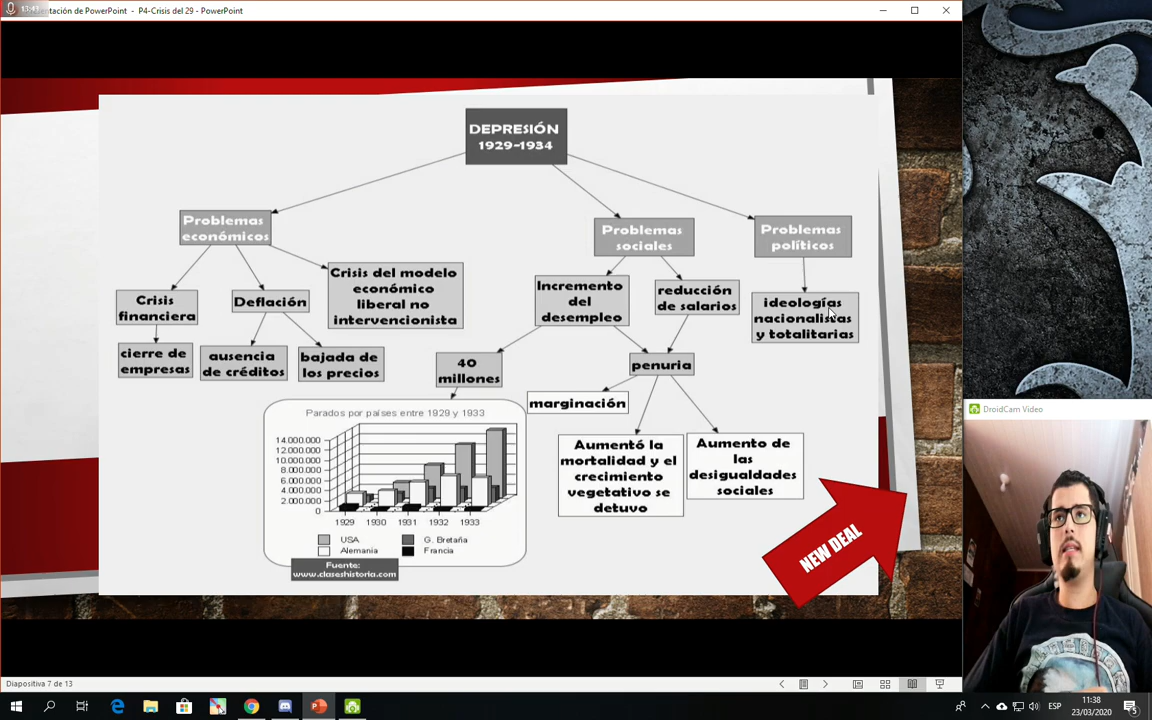 13:43
tación de PowerPoint - P4-Crisis del 29 - PowerPoint
DEPRESIÓN
1929-1934
Problemas
económicos
Problemas
sociales
Problemas
políticos
Crisis
financiera
Deflación
Crisis del modelo
económico
liberal no
intervencionista
Incremento
del
desempleo
reducción
de salarios
ideologías
nacionalistas
y totalitarias
cierre de
empresas
ausencia
de créditos
bajada de
los precios
40
millones
penuria
marginación
Aumentó la
mortalidad y el
crecimiento
vegetativo se
detuvo
Aumento de
las
desigualdades
sociales
Parados por países entre 1929 y 1933
14.000.000
12.000.000
10.000.000
8.000.000
6.000.000
4.000.000
2.000.000
0
1929 1930 1931 1932 1933
USA G. Bretaña
Alemania Francia
Fuente:
www.claseshistoria.com
NEW DEAL
DroidCam Video
Diapositiva 7 de 13
ESP
11:38
23/03/2020
5